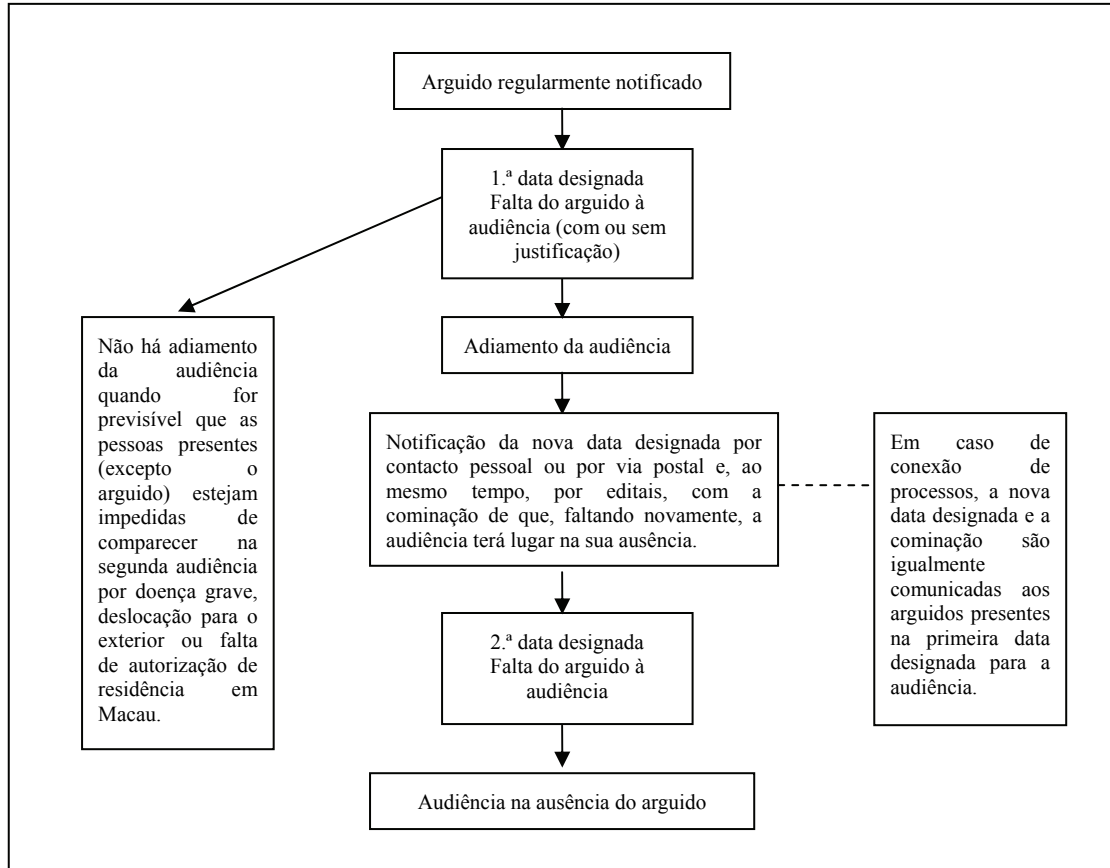 Arguido regularmente notificado
1.ª data designada
Falta do arguido à
audiência (com ou sem
justificação)
Não há adiamento
da audiência
quando for
previsível que as
pessoas presentes
(excepto o
arguido) estejam
impedidas de
comparecer na
segunda audiência
por doença grave,
deslocação para o
exterior ou falta
de autorização de
residência em
Macau.
Adiamento da audiência
Notificação da nova data designada por
contacto pessoal ou por via postal e, ao
mesmo tempo, por editais, com a
cominação de que, faltando novamente, a
audiência terá lugar na sua ausência.
Em caso de
conexão de
processos, a nova
data designada e a
cominação são
igualmente
comunicadas aos
arguidos presentes
na primeira data
designada para a
audiência.
2.ª data designada
Falta do arguido à
audiência
Audiência na ausência do arguido